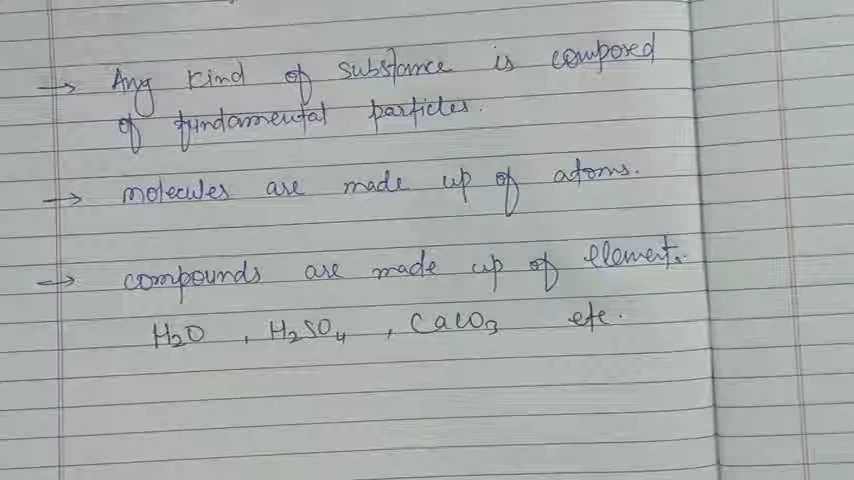 → Any kind of substance is composed
of fundamental particles.
→ molecules are made up of atoms.
→ compounds are made up of elements.
H2O , H2SO4 , CaCO3 etc.